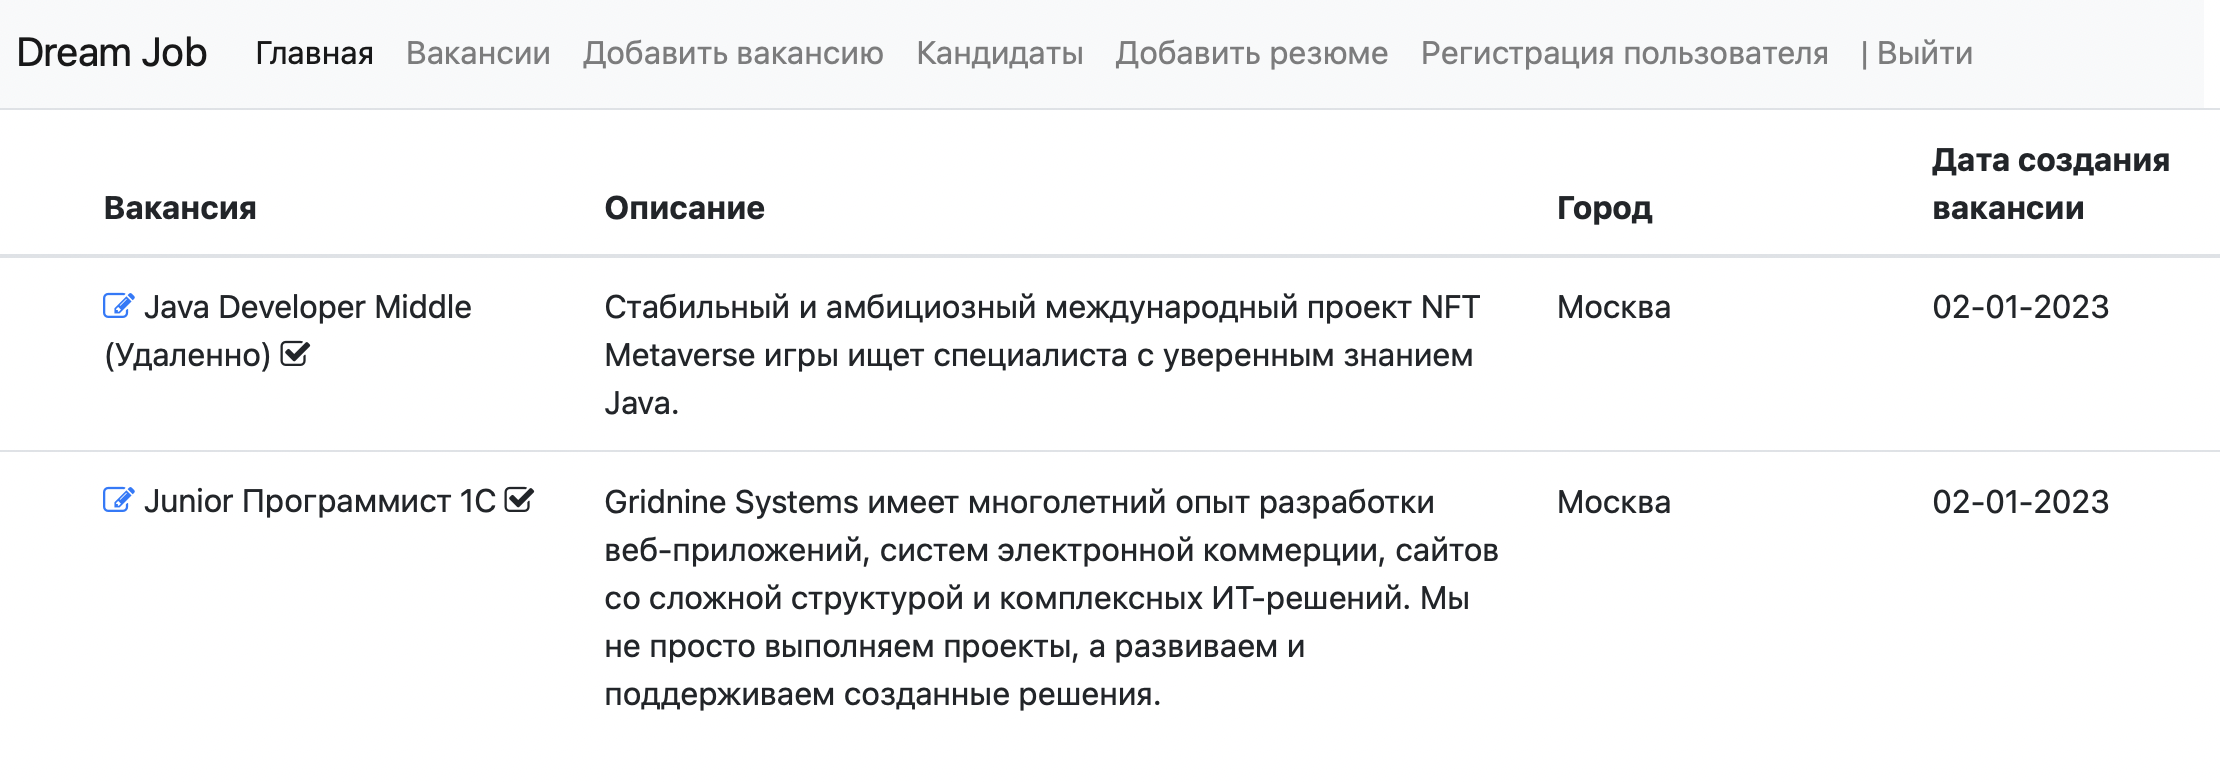 Dream Job Главная Вакансии Добавить вакансию Кандидаты Добавить резюме Регистрация пользователя | Выйти
Вакансия Описание Город Дата создания вакансии
Java Developer Middle
(Удаленно)
Стабильный и амбициозный международный проект NFT
Metaverse игры ищет специалиста с уверенным знанием
Java.
Москва
02-01-2023
Junior Программист 1С
Gridnine Systems имеет многолетний опыт разработки
веб-приложений, систем электронной коммерции, сайтов
со сложной структурой и комплексных ИТ-решений. Мы
не просто выполняем проекты, а развиваем и
поддерживаем созданные решения.
Москва
02-01-2023